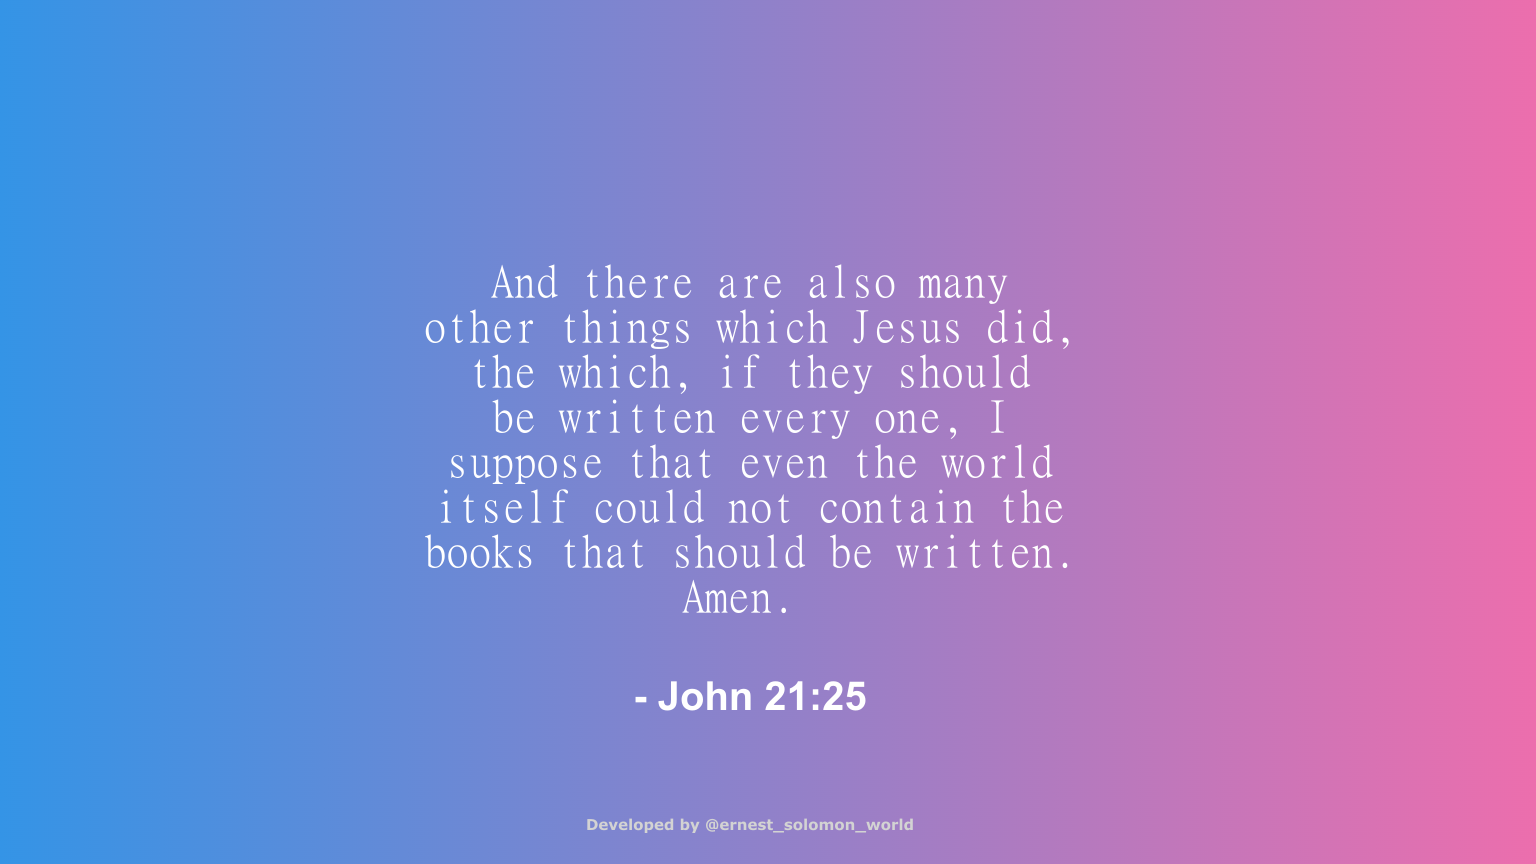 And there are also many
other things which Jesus did,
the which, if they should
be written every one, I
suppose that even the world
itself could not contain the
books that should be written.
Amen.
- John 21:25
Developed by @ernest_solomon_world